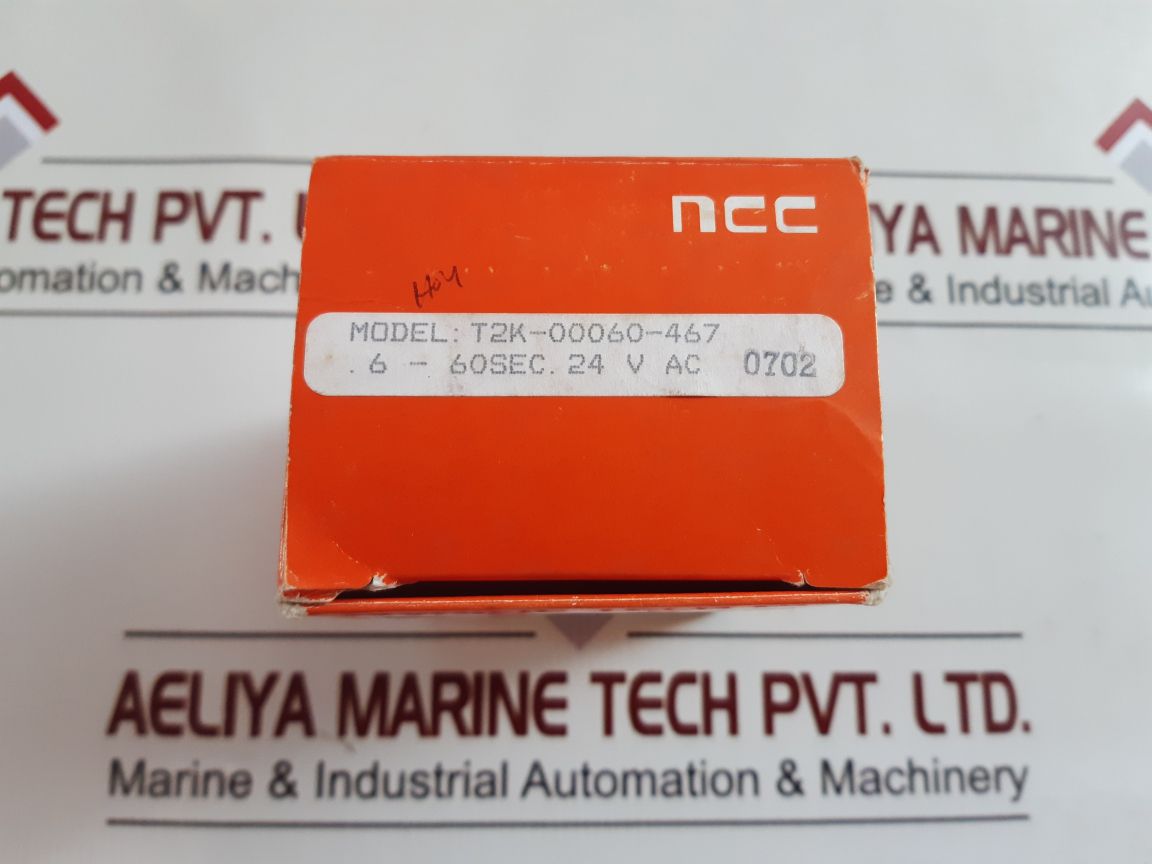 ncc
MODEL: T2K-00060-467
.6 - 60SEC. 24 V AC 0702
TECH PVT.
omation & Mach
YA MARINE
e & Industrial Au
AELIYA MARINE TECH PVT. LTD.
Marine & Industrial Automation & Machinery